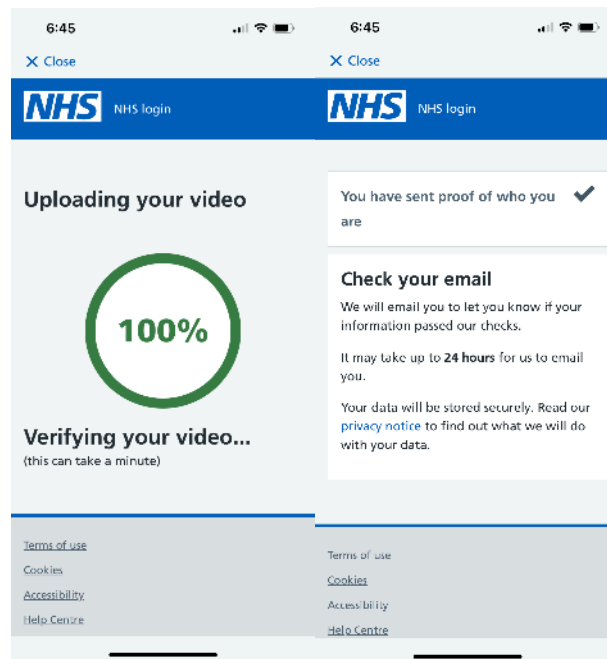 6:45
Close
NHS NHS login
Uploading your video
100%
Verifying your video...
(this can take a minute)
Terms of use
Cookies
Accessibility
Help Centre
6:45
Close
NHS NHS login
You have sent proof of who you
are
Check your email
We will email you to let you know if your
information passed our checks.
It may take up to 24 hours for us to email
you.
Your data will be stored securely. Read our
privacy notice to find out what we will do
with your data.
Terms of use
Cookies
Accessibility
Help Centre